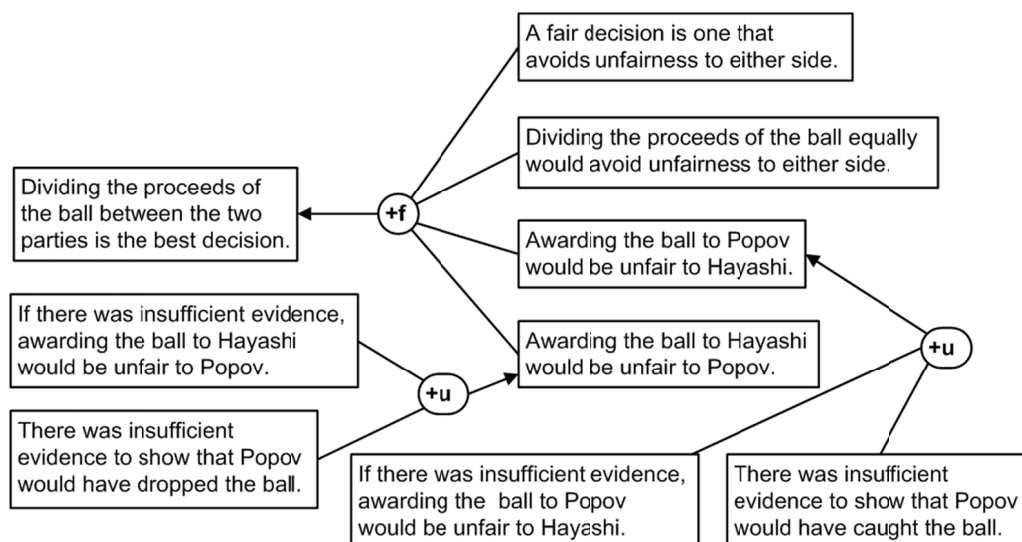 A fair decision is one that
avoids unfairness to either side.
Dividing the proceeds of the ball equally
would avoid unfairness to either side.
Dividing the proceeds of
the ball between the two
parties is the best decision.
+f
Awarding the ball to Popov
would be unfair to Hayashi.
If there was insufficient evidence,
awarding the ball to Hayashi
would be unfair to Popov.
Awarding the ball to Hayashi
would be unfair to Popov.
+u
+u
There was insufficient
evidence to show that Popov
would have dropped the ball.
If there was insufficient evidence,
awarding the ball to Popov
would be unfair to Hayashi.
There was insufficient
evidence to show that Popov
would have caught the ball.